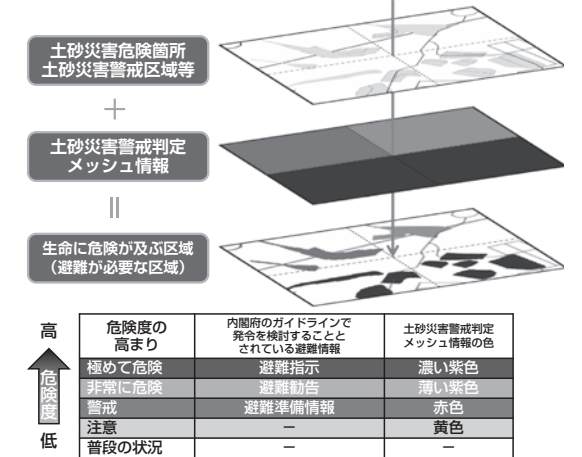 土砂災害危険箇所
土砂災害警戒区域等
＋
土砂災害警戒判定
メッシュ情報
||
生命に危険が及ぶ区域
（避難が必要な区域）
高
危険度
低
危険度の
高まり
内閣府のガイドラインで
発令を検討することと
されている避難情報
土砂災害警戒判定
メッシュ情報の色
極めて危険 避難指示 濃い紫色
非常に危険 避難勧告 薄い紫色
警戒 避難準備情報 赤色
注意 － 黄色
普段の状況 － －